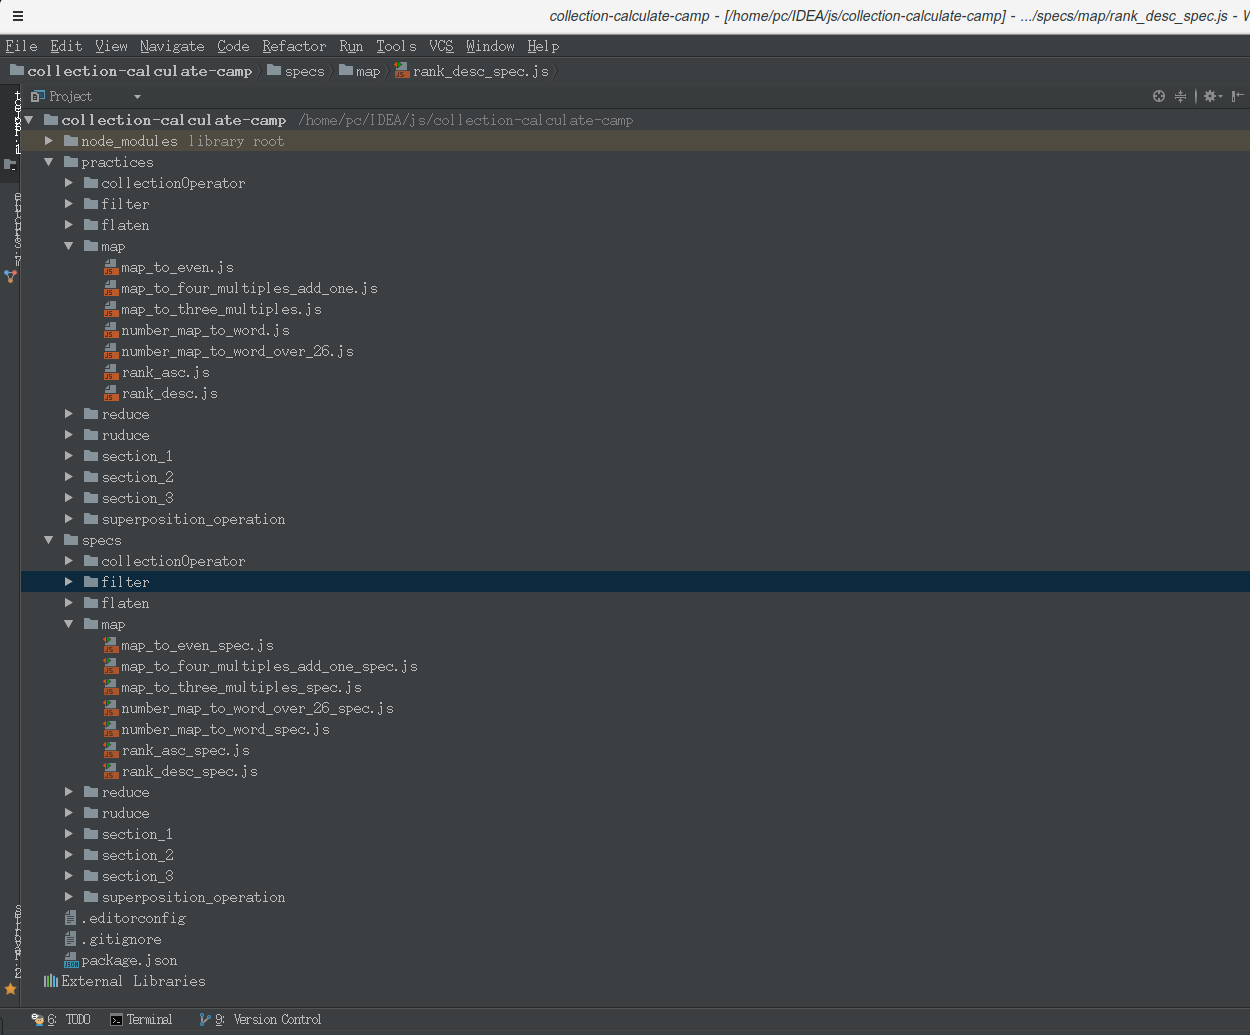 collection-calculate-camp - [/home/pc/IDEA/js/collection-calculate-camp] - .../specs/map/rank_desc_spec.js - W
File Edit View Navigate Code Refactor Run Tools VCS Window Help
collection-calculate-camp specs map rank_desc_spec.js
Project
collection-calculate-camp /home/pc/IDEA/js/collection-calculate-camp
node_modules library root
practices
collectionOperator
filter
flaten
map
map_to_even.js
map_to_four_multiples_add_one.js
map_to_three_multiples.js
number_map_to_word.js
number_map_to_word_over_26.js
rank_asc.js
rank_desc.js
reduce
ruduce
section_1
section_2
section_3
superposition_operation
specs
collectionOperator
filter
flaten
map
map_to_even_spec.js
map_to_four_multiples_add_one_spec.js
map_to_three_multiples_spec.js
number_map_to_word_over_26_spec.js
number_map_to_word_spec.js
rank_asc_spec.js
rank_desc_spec.js
reduce
ruduce
section_1
section_2
section_3
superposition_operation
.editorconfig
.gitignore
package.json
External Libraries
6: TODO Terminal 9: Version Control